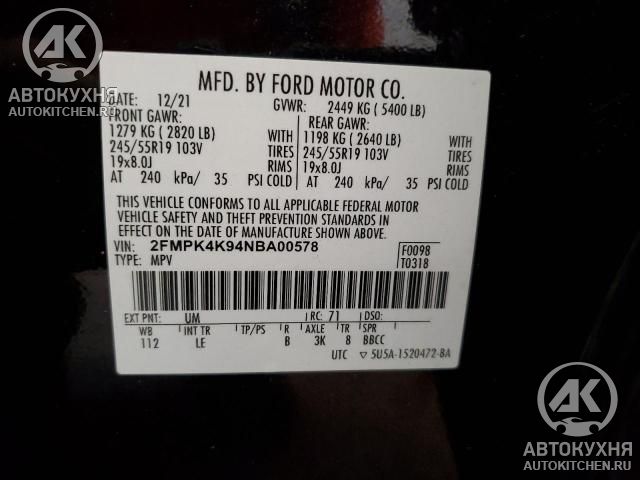 АК
АВТОКУХНЯ
AUTOKITCHEN.RU
MFD. BY FORD MOTOR CO.
DATE: 12/21 GVWR: 2449 KG (5400 LB)
FRONT GAWR: REAR GAWR:
1279 KG (2820 LB) WITH 1198 KG (2640 LB) WITH
245/55R19 103V TIRES 245/55R19 103V TIRES
19x8.0J RIMS 19x8.0J RIMS
AT 240 kPa/ 35 PSI COLD AT 240 kPa/ 35 PSI COLD
THIS VEHICLE CONFORMS TO ALL APPLICABLE FEDERAL MOTOR
VEHICLE SAFETY AND THEFT PREVENTION STANDARDS IN
EFFECT ON THE DATE OF MANUFACTURE SHOWN ABOVE.
VIN: 2FMPK4K94NBA00578 F0098
TYPE: MPV T0318
EXT PNT: UM RC: 71 DSO:
WB INT TR TP/PS R AXLE TR SPR
112 LE B 3K 8 BBCC
UTC ▽ 5U5A-1520472-BA
АК
АВТОКУХНЯ
AUTOKITCHEN.RU